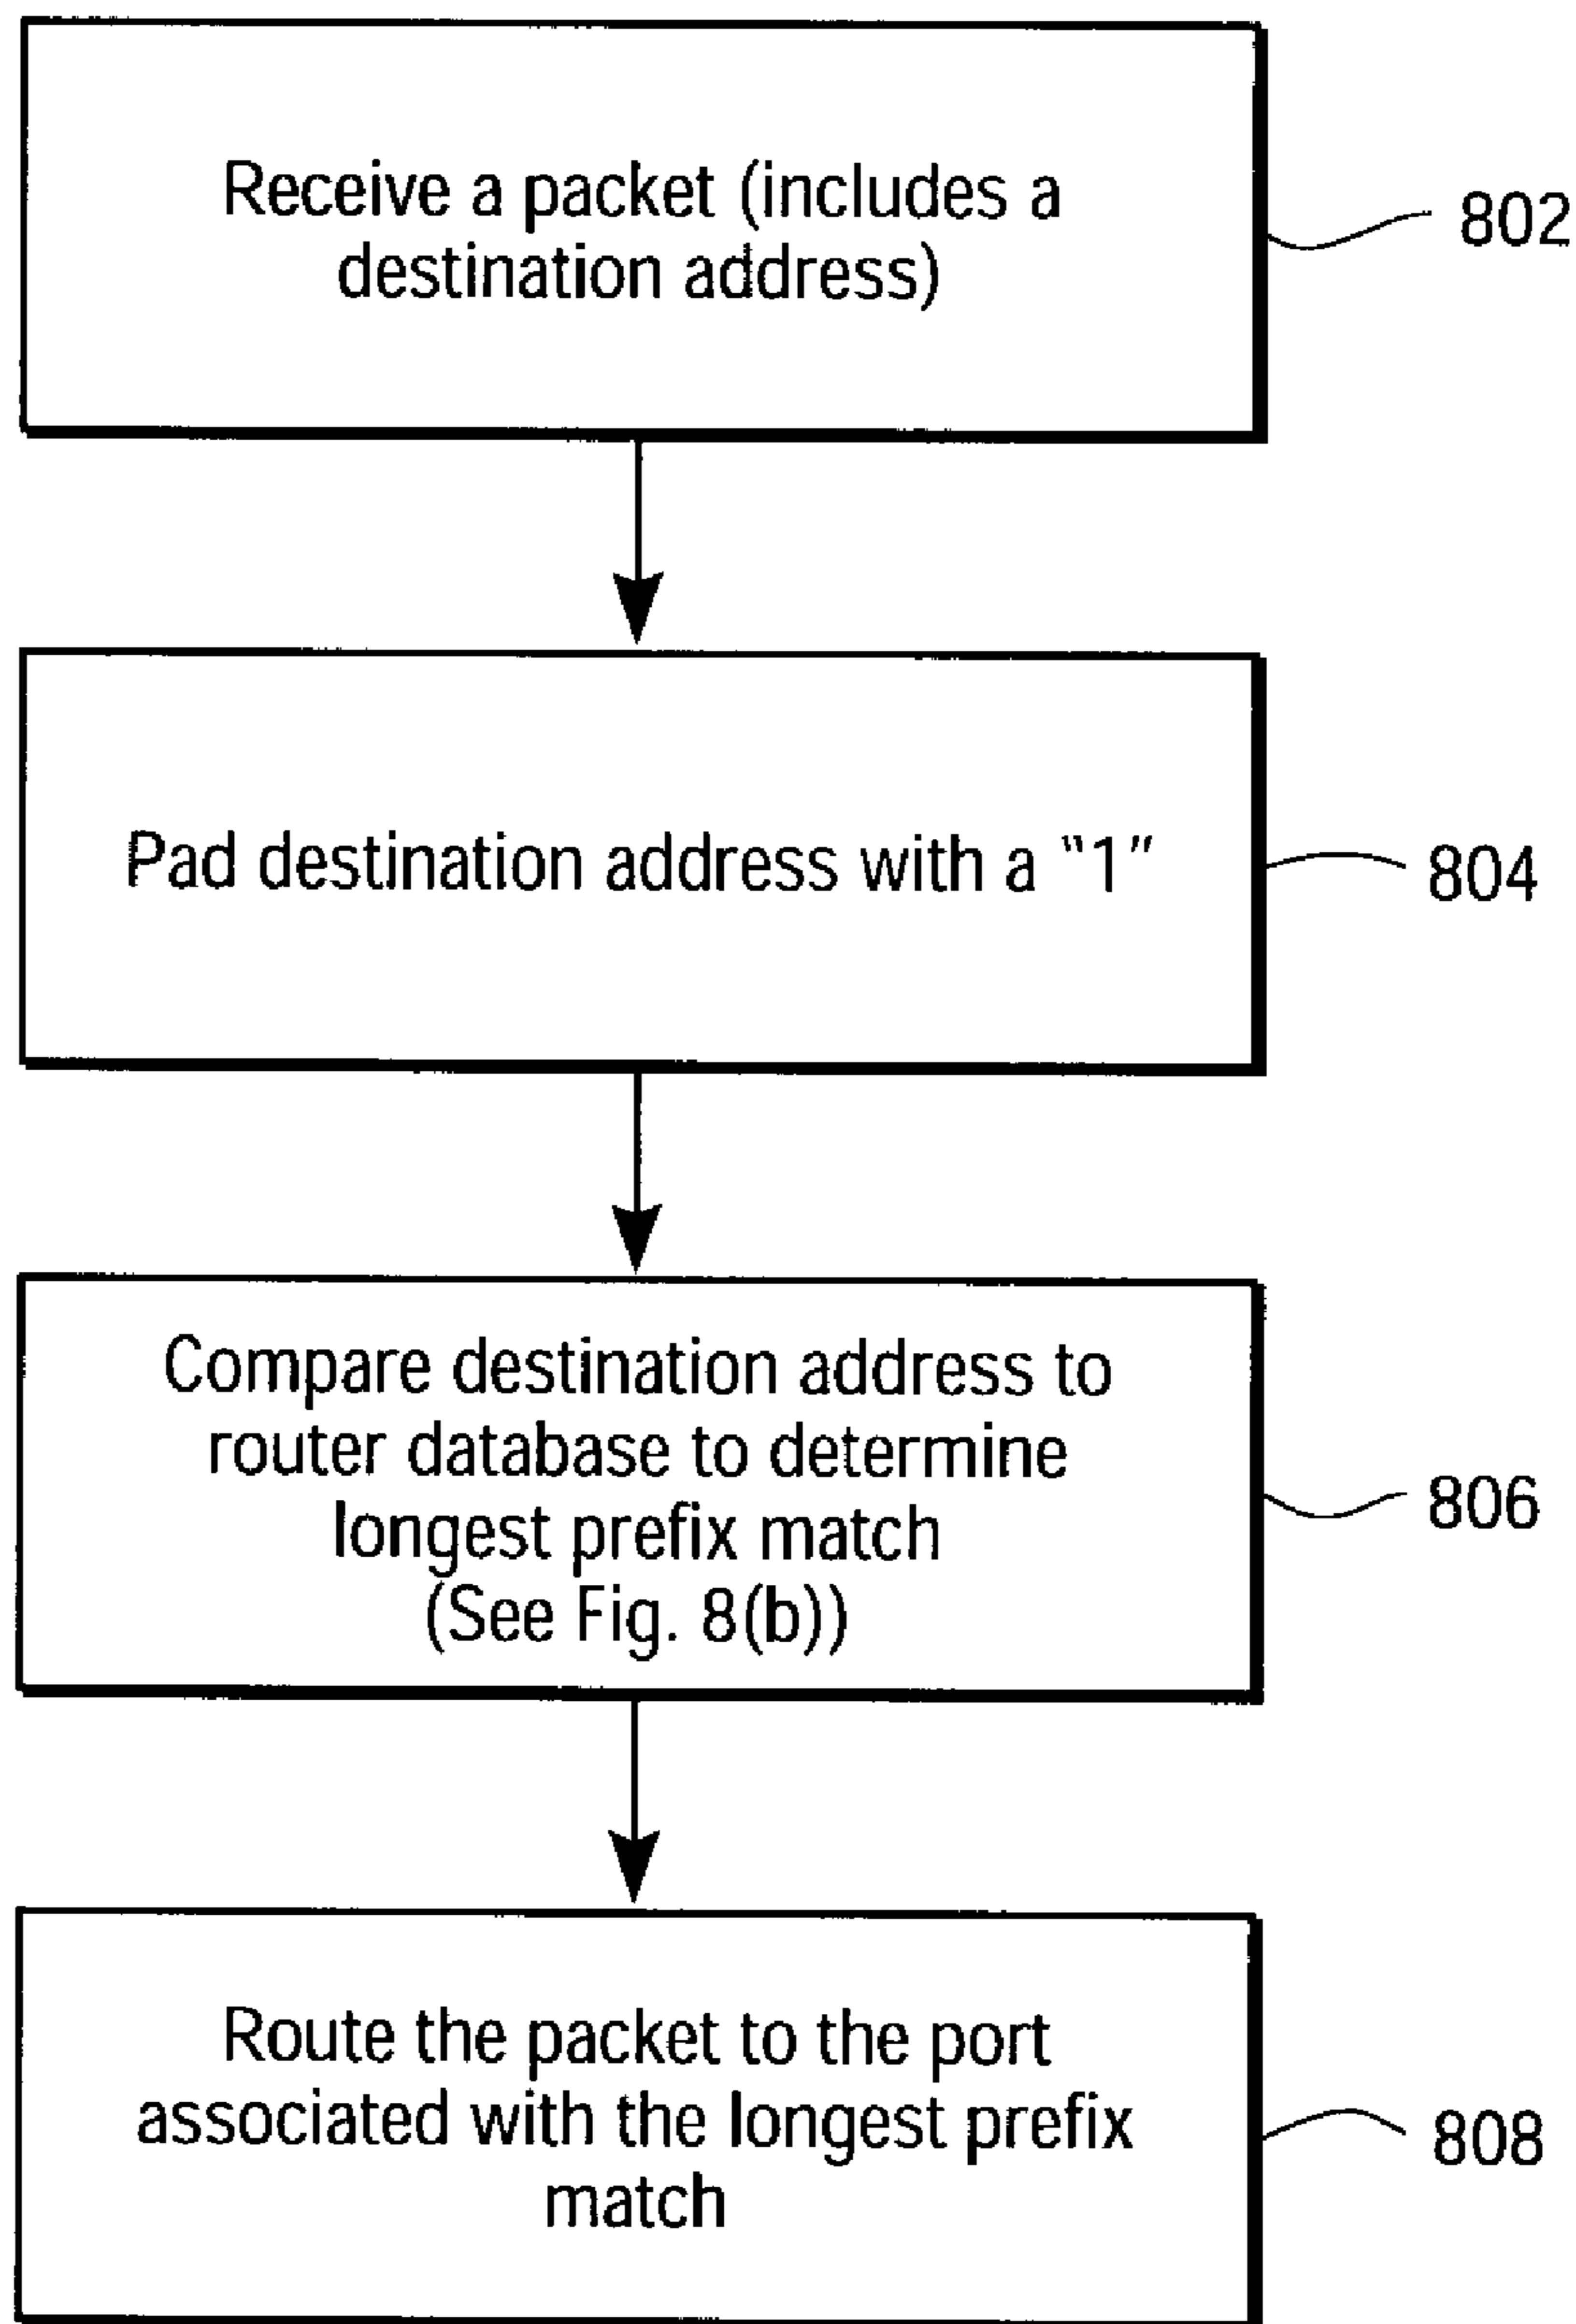 Receive a packet (includes a
destination address)
802
Pad destination address with a "1"
804
Compare destination address to
router database to determine
longest prefix match
(See Fig. 8(b))
806
Route the packet to the port
associated with the longest prefix
match
808